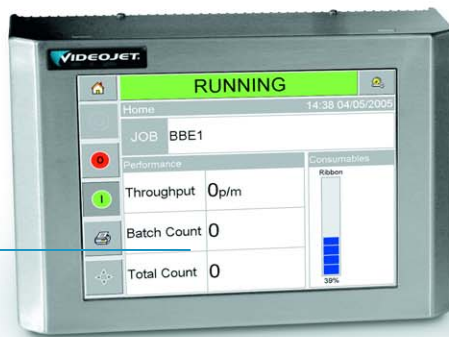 VIDEOJET.
RUNNING
Home 14:38 04/05/2005
JOB BBE1
Performance Consumables
Ribbon
Throughput 0p/m
Batch Count 0
Total Count 0
39%